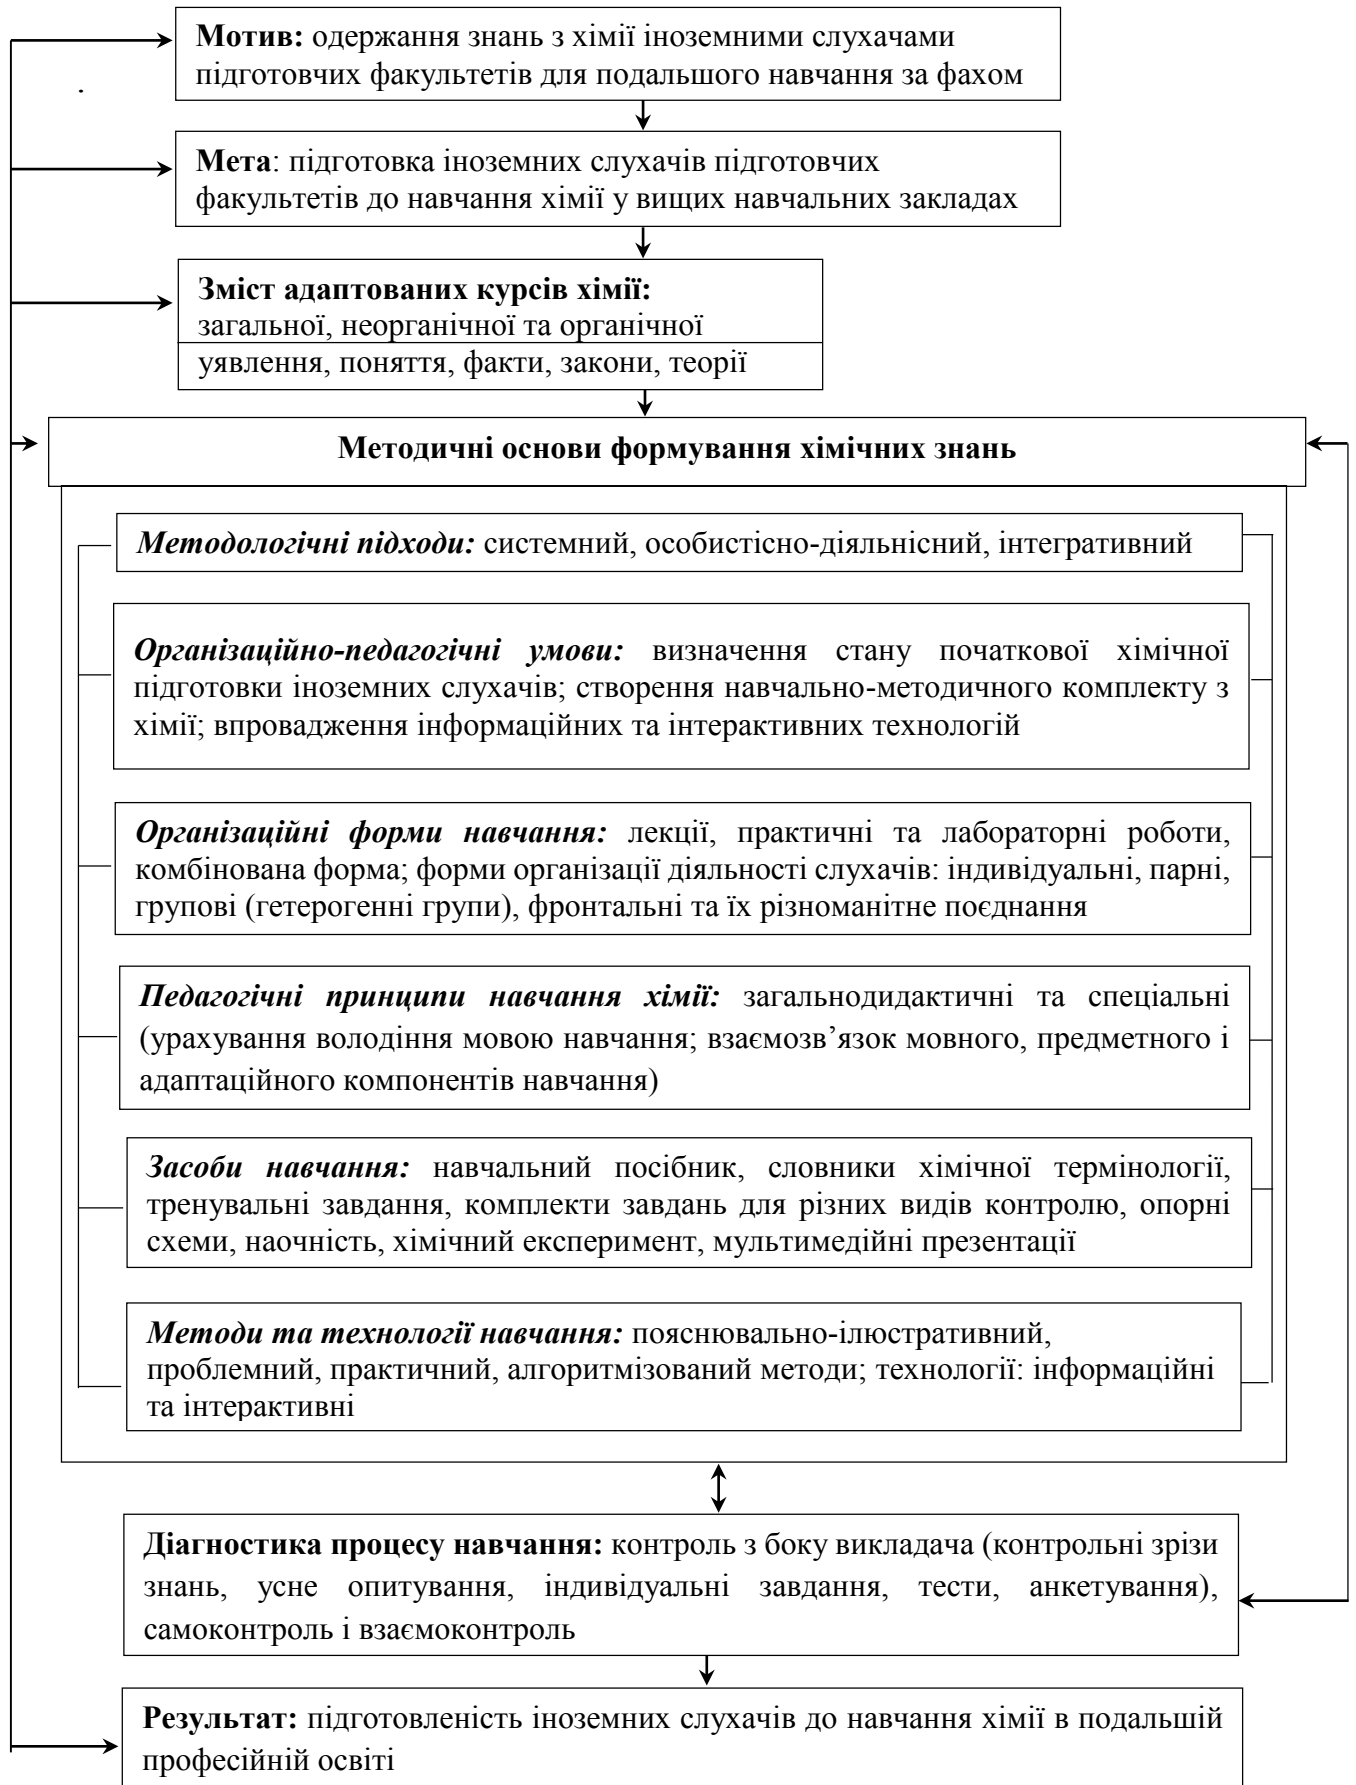 Мотив: одержання знань з хімії іноземними слухачами
підготовчих факультетів для подальшого навчання за фахом
.
Мета: підготовка іноземних слухачів підготовчих
факультетів до навчання хімії у вищих навчальних закладах
Зміст адаптованих курсів хімії:
загальної, неорганічної та органічної
уявлення, поняття, факти, закони, теорії
Методичні основи формування хімічних знань
Методологічні підходи: системний, особистісно-діяльнісний, інтегративний
Організаційно-педагогічні умови: визначення стану початкової хімічної
підготовки іноземних слухачів; створення навчально-методичного комплекту з
хімії; впровадження інформаційних та інтерактивних технологій
Організаційні форми навчання: лекції, практичні та лабораторні роботи,
комбінована форма; форми організації діяльності слухачів: індивідуальні, парні,
групові (гетерогенні групи), фронтальні та їх різноманітне поєднання
Педагогічні принципи навчання хімії: загальнодидактичні та спеціальні
(урахування володіння мовою навчання; взаємозв’язок мовного, предметного і
адаптаційного компонентів навчання)
Засоби навчання: навчальний посібник, словники хімічної термінології,
тренувальні завдання, комплекти завдань для різних видів контролю, опорні
схеми, наочність, хімічний експеримент, мультимедійні презентації
Методи та технології навчання: пояснювально-ілюстративний,
проблемний, практичний, алгоритмізований методи; технології: інформаційні
та інтерактивні
Діагностика процесу навчання: контроль з боку викладача (контрольні зрізи
знань, усне опитування, індивідуальні завдання, тести, анкетування),
самоконтроль і взаємоконтроль
Результат: підготовленість іноземних слухачів до навчання хімії в подальшій
професійній освіті